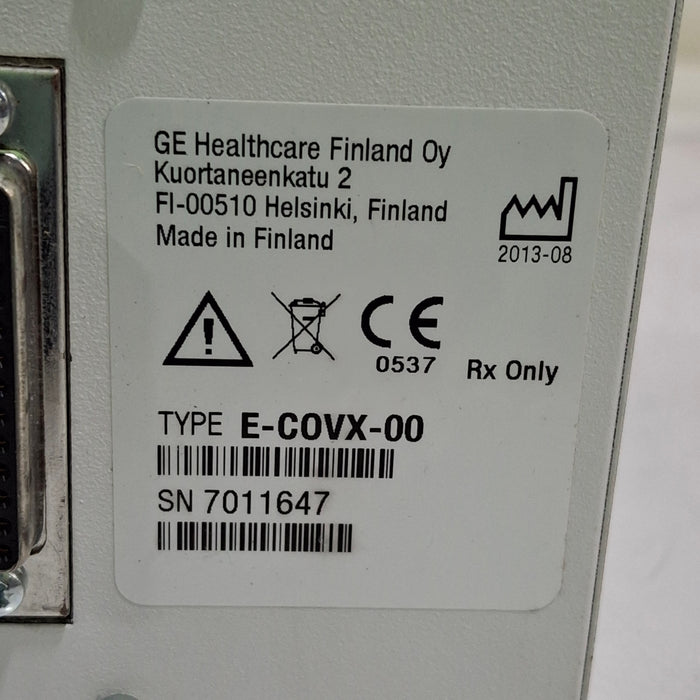 GE Healthcare Finland Oy
Kuortaneenkatu 2
FI-00510 Helsinki, Finland
Made in Finland
2013-08
CE
0537
Rx Only
TYPE E-COVX-00
SN 7011647